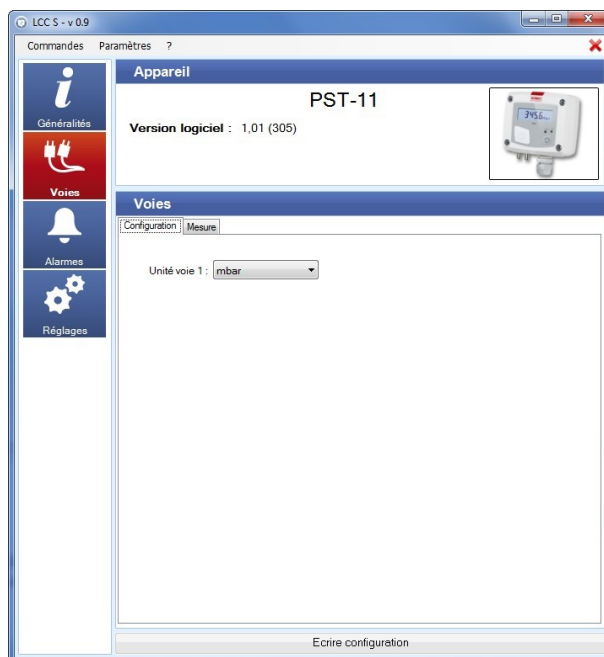 LCC S - v 0.9
Commandes Paramètres ?
Généralités
Voies
Alarmes
Réglages
Appareil
PST-11
Version logiciel : 1,01 (305)
3456
Voies
Configuration Mesure
Unité voie 1 : mbar
Ecrire configuration